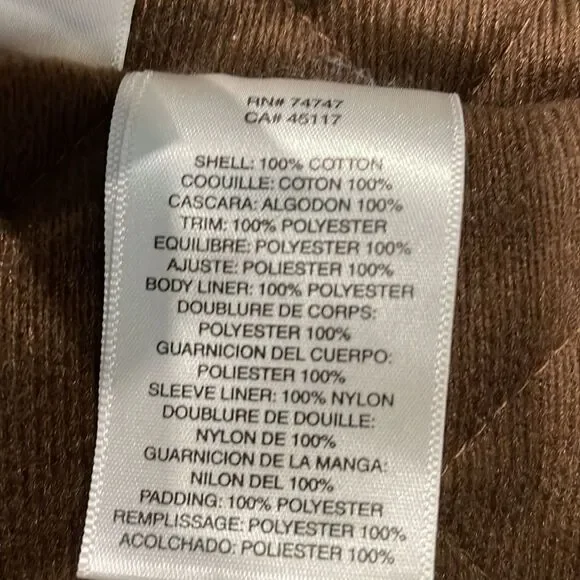 RN# 74747
CA# 45117
SHELL: 100% COTTON
COOUILLE: COTON 100%
CASCARA: ALGODON 100%
TRIM: 100% POLYESTER
EQUILIBRE: POLYESTER 100%
AJUSTE: POLIESTER 100%
BODY LINER: 100% POLYESTER
DOUBLURE DE CORPS:
POLYESTER 100%
GUARNICION DEL CUERPO:
POLIESTER 100%
SLEEVE LINER: 100% NYLON
DOUBLURE DE DOUILLE:
NYLON DE 100%
GUARNICION DE LA MANGA:
NILON DEL 100%
PADDING: 100% POLYESTER
REMPLISSAGE: POLYESTER 100%
ACOLCHADO: POLIESTER 100%